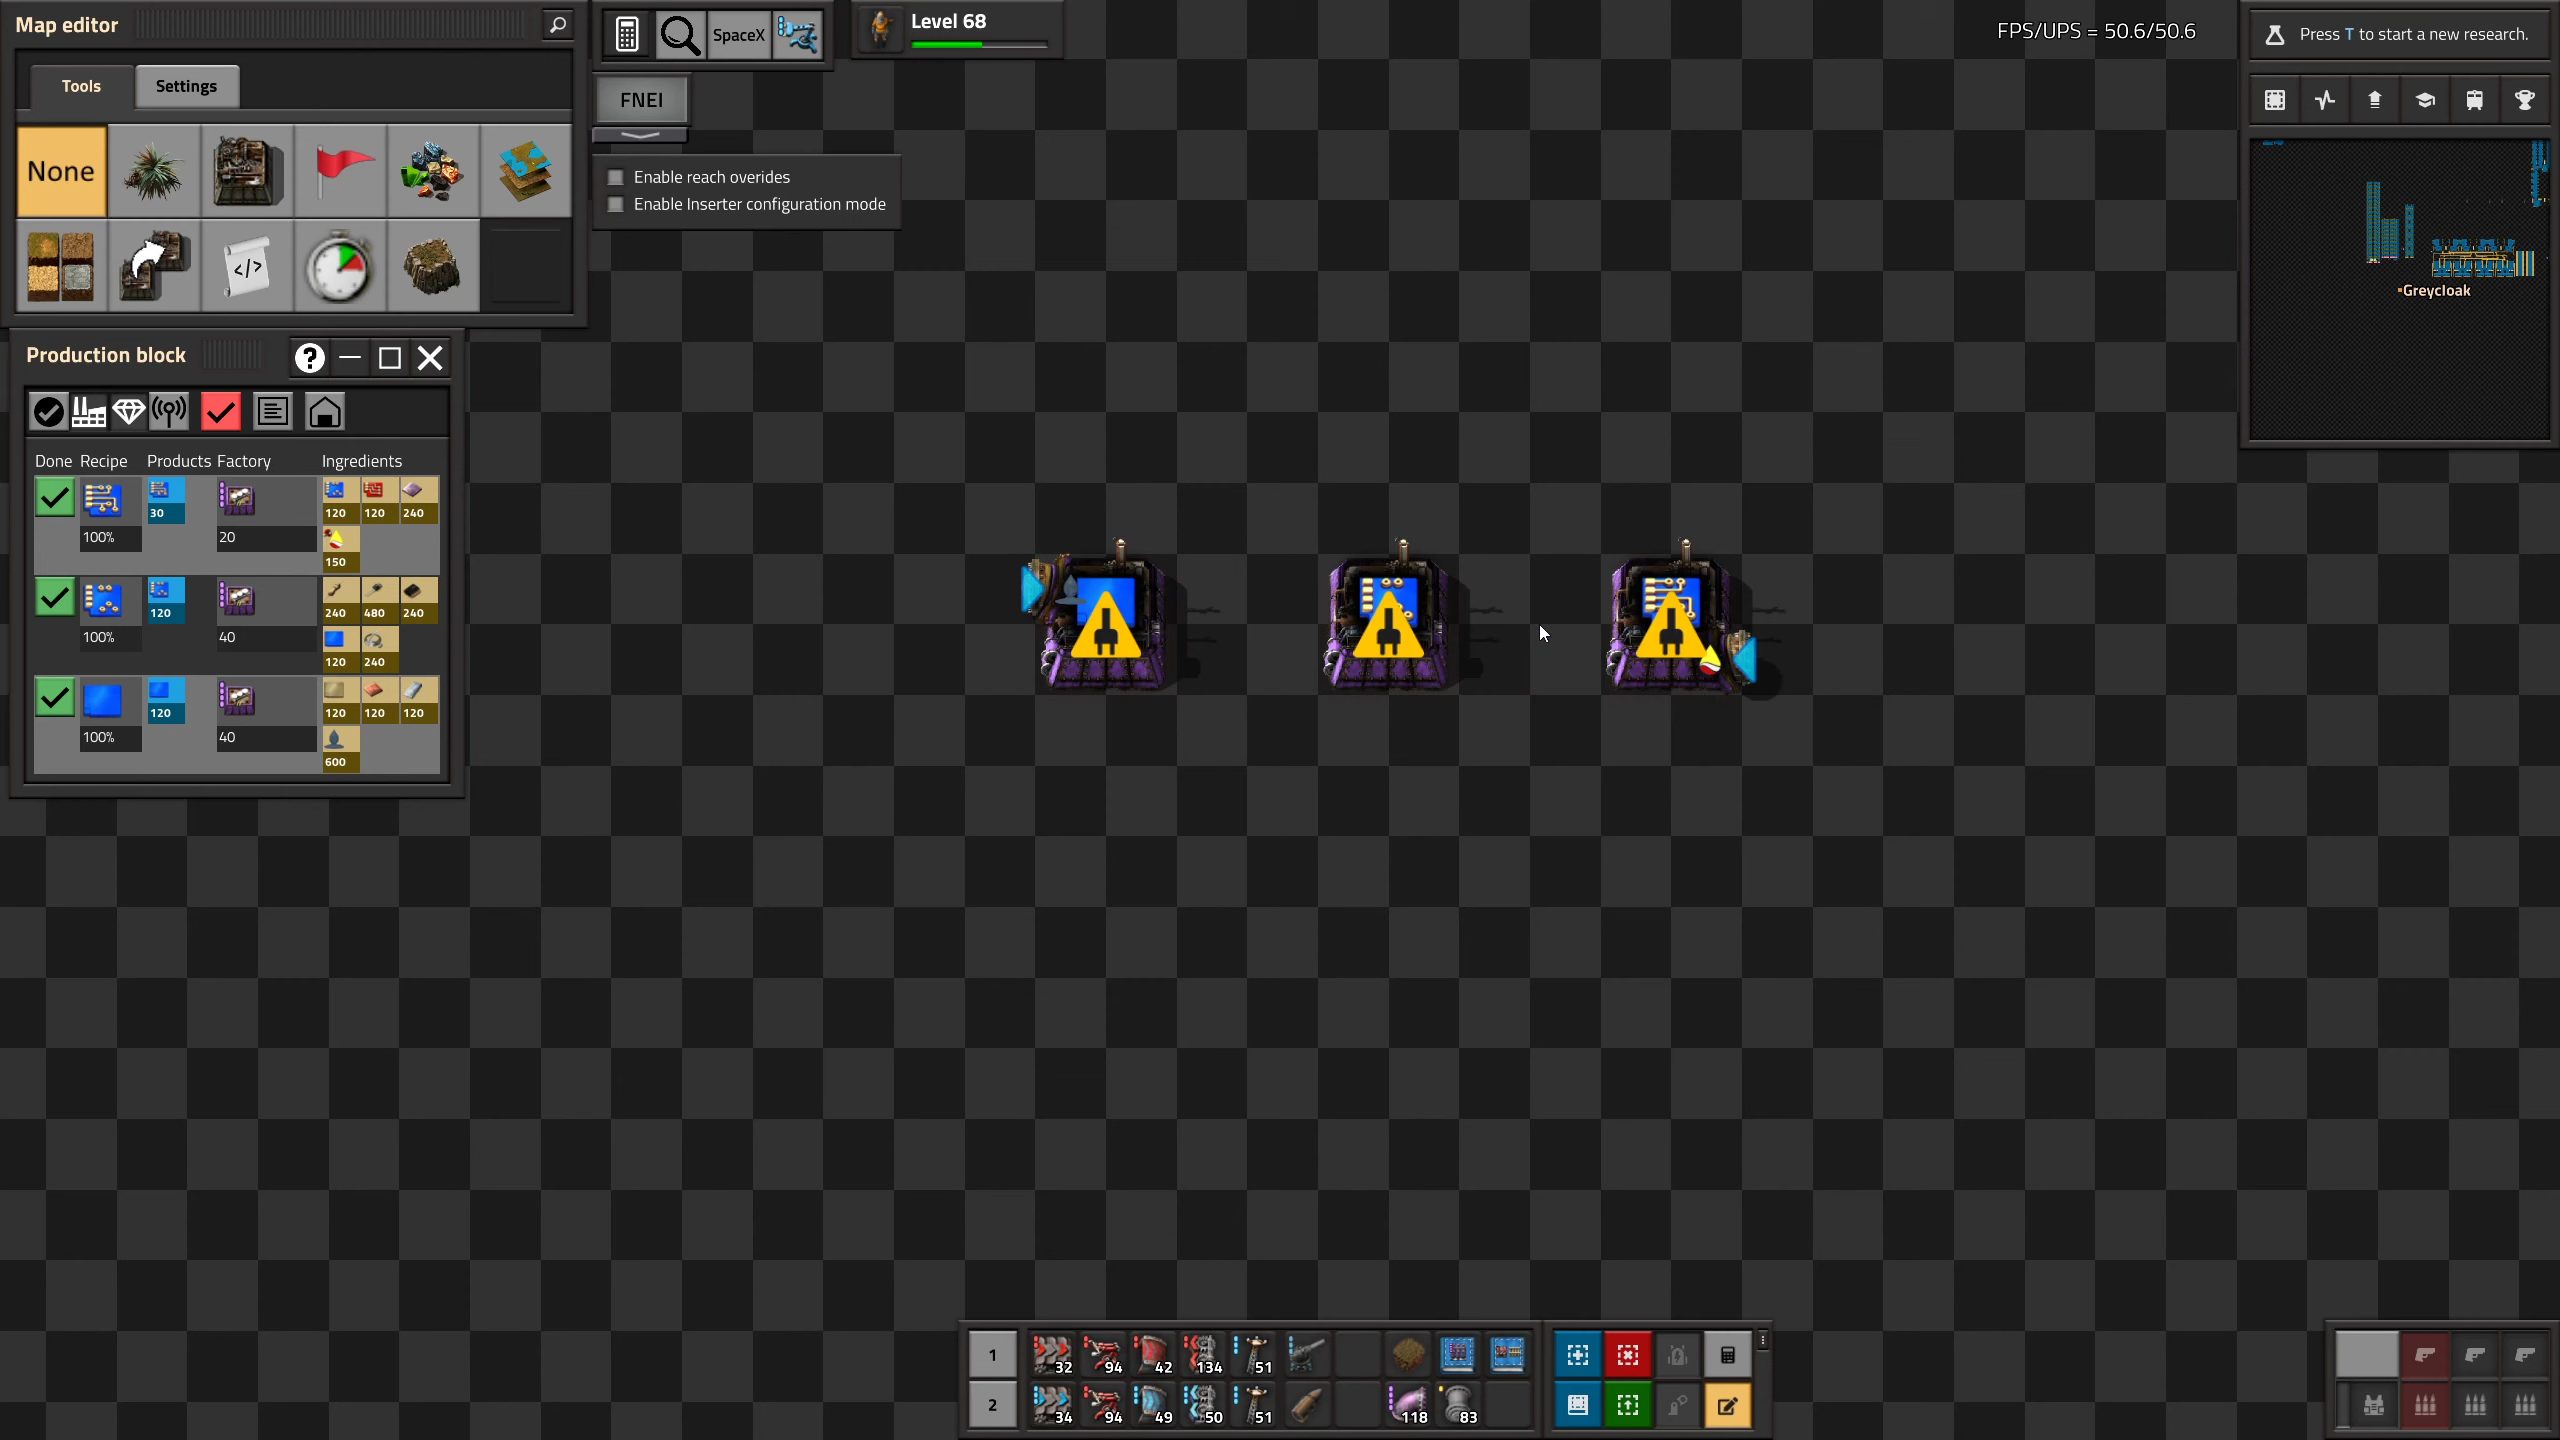 Map editor
Tools
Settings
None
SpaceX
Level 68
FNEI
Enable reach overides
Enable Inserter configuration mode
FPS/UPS = 50.6/50.6
Press T to start a new research.
Greycloak
Production block
?
Done Recipe Products Factory Ingredients
30
120 120 240
100%
20
150
120
240 480 240
100%
40
120 240
120
120 120 120
100%
40
600
1
32 94 42 134 51
2
34 94 49 50 51 118 83